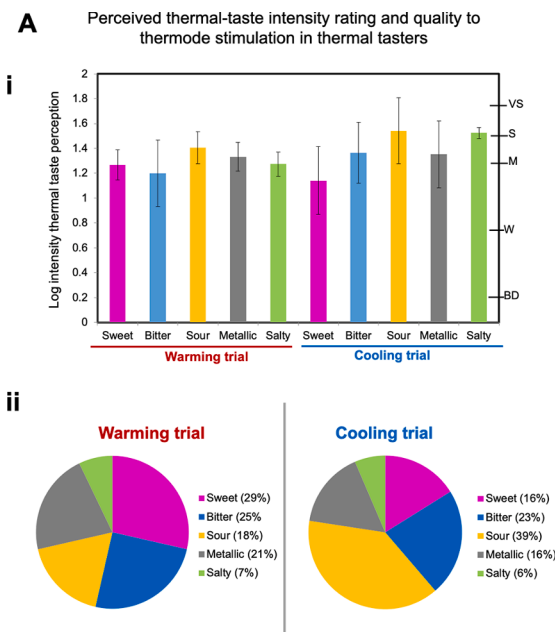 A
Perceived thermal-taste intensity rating and quality to
thermode stimulation in thermal tasters
i
Log intensity thermal taste perception
2
1.8
1.6
1.4
1.2
1
0.8
0.6
0.4
0.2
0
VS
S
M
W
BD
Sweet Bitter Sour Metallic Salty Sweet Bitter Sour Metallic Salty
Warming trial Cooling trial
ii
Warming trial
Sweet (29%)
Bitter (25%
Sour (18%)
Metallic (21%)
Salty (7%)
Cooling trial
Sweet (16%)
Bitter (23%)
Sour (39%)
Metallic (16%)
Salty (6%)